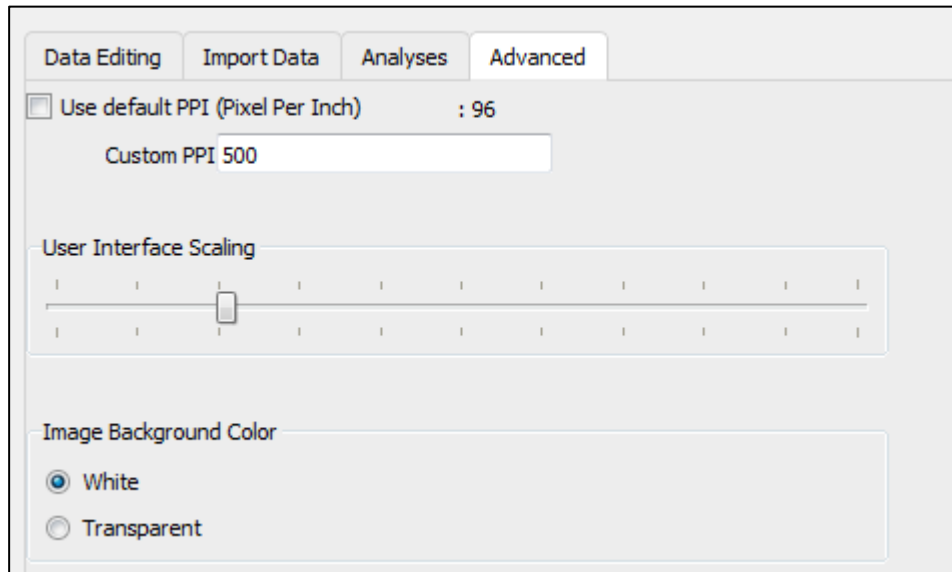 Data Editing Import Data Analyses Advanced
Use default PPI (Pixel Per Inch) : 96
Custom PPI 500
User Interface Scaling
Image Background Color
White
Transparent